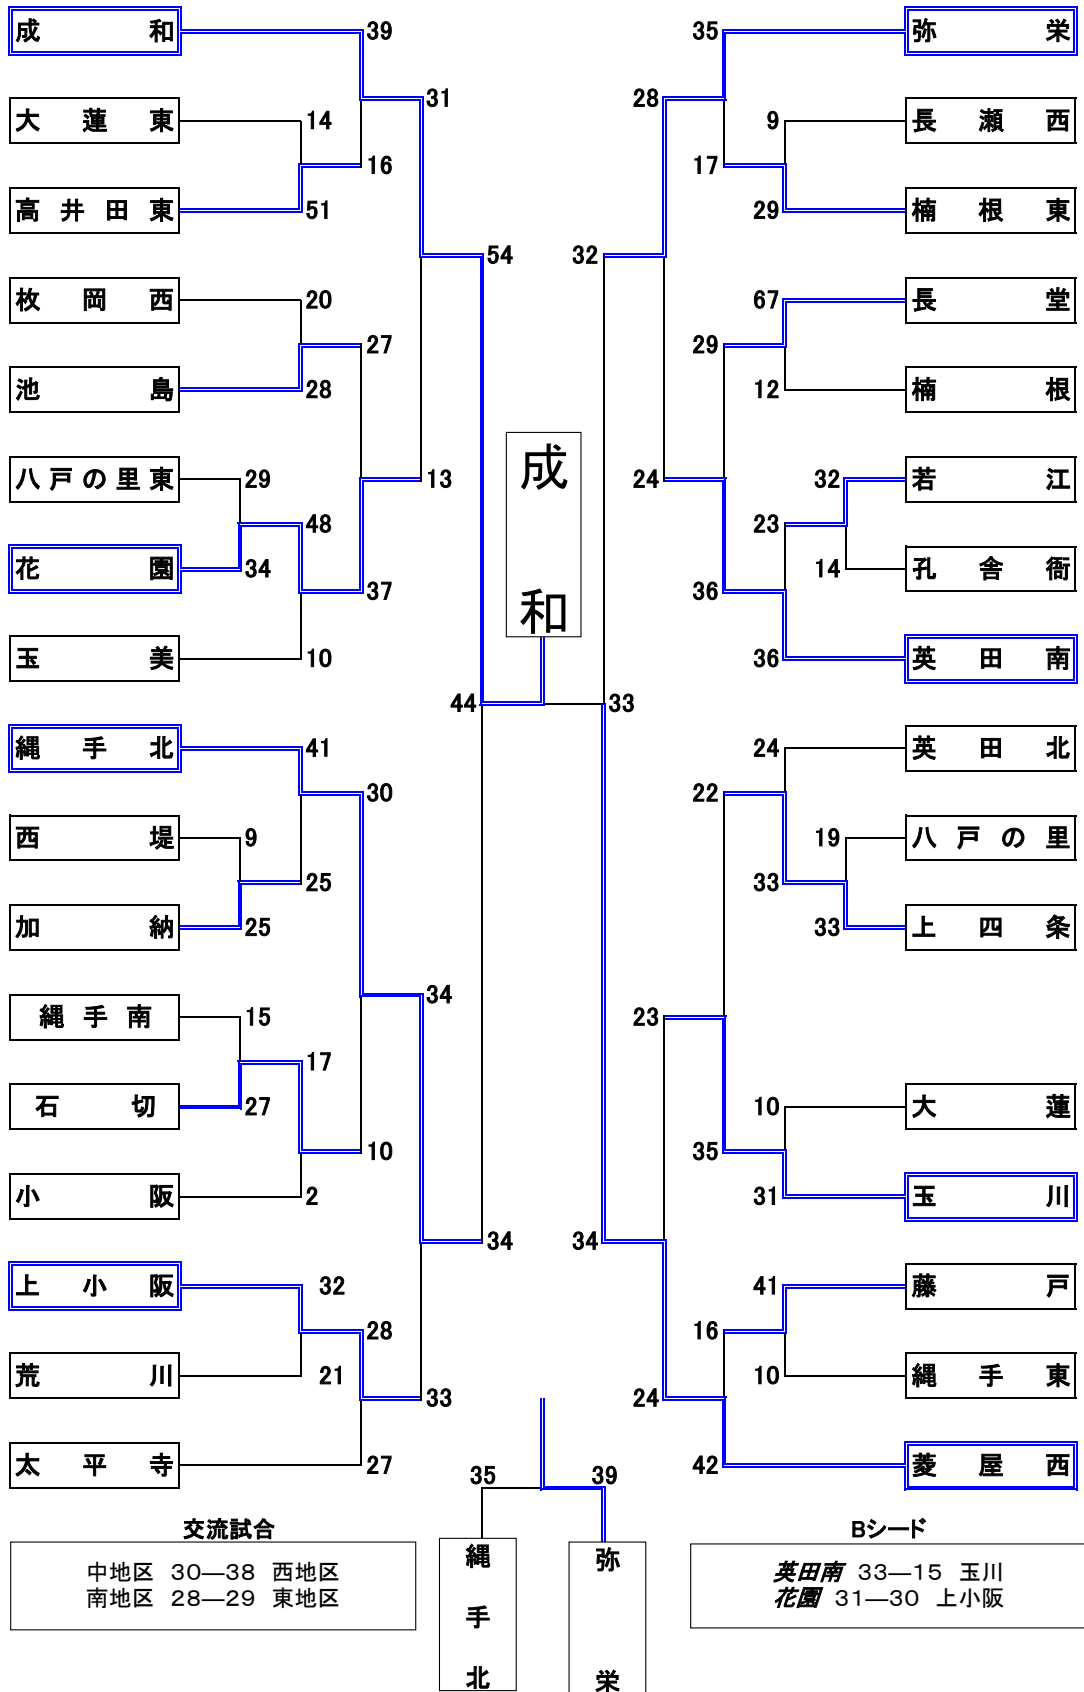 成和 39 35 弥栄
31 28
大蓮東 14 9 長瀬西
16 17
高井田東 51 29 楠根東
54 32
枚岡西 20 67 長堂
27 29
池島 28 12 楠根
成和
八戸の里東 29 13 24 32 若江
48 23
花園 34 14 孔舎衙
37 36
玉美 10 36 英田南
44 33
縄手北 41 24 英田北
30 22
西堤 9 19 八戸の里
25 33
加納 25 33 上四条
34
縄手南 15 23
17
石切 27 10 大蓮
10 35
小阪 2 31 玉川
34 34
上小阪 32 41 藤戸
28 16
荒川 21 10 縄手東
33 24
太平寺 27 42 菱屋西
35 39
縄手北 弥栄
交流試合
中地区 30―38 西地区
南地区 28―29 東地区
Bシード
英田南 33―15 玉川
花園 31―30 上小阪